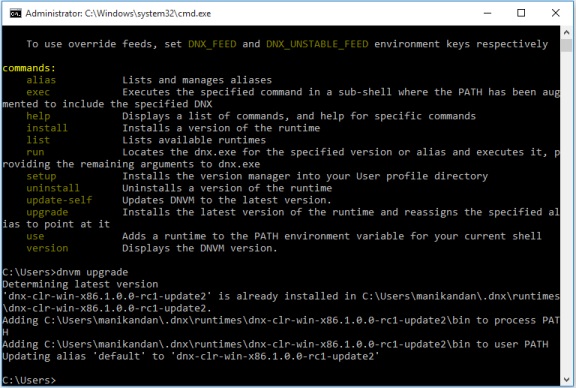 Administrator: C:\Windows\system32\cmd.exe
To use override feeds, set DNX_FEED and DNX_UNSTABLE_FEED environment keys respectively
commands:
alias Lists and manages aliases
exec Executes the specified command in a sub-shell where the PATH has been aug
mented to include the specified DNX
help Displays a list of commands, and help for specific commands
install Installs a version of the runtime
list Lists available runtimes
run Locates the dnx.exe for the specified version or alias and executes it, p
roviding the remaining arguments to dnx.exe
setup Installs the version manager into your User profile directory
uninstall Uninstalls a version of the runtime
update-self Updates DNVM to the latest version.
upgrade Installs the latest version of the runtime and reassigns the specified al
ias to point at it
use Adds a runtime to the PATH environment variable for your current shell
version Displays the DNVM version.
C:\Users>dnvm upgrade
Determining latest version
'dnx-clr-win-x86.1.0.0-rc1-update2' is already installed in C:\Users\manikandan\.dnx\runtimes
\dnx-clr-win-x86.1.0.0-rc1-update2.
Adding C:\Users\manikandan\.dnx\runtimes\dnx-clr-win-x86.1.0.0-rc1-update2\bin to process PAT
H
Adding C:\Users\manikandan\.dnx\runtimes\dnx-clr-win-x86.1.0.0-rc1-update2\bin to user PATH
Updating alias 'default' to 'dnx-clr-win-x86.1.0.0-rc1-update2'
C:\Users>